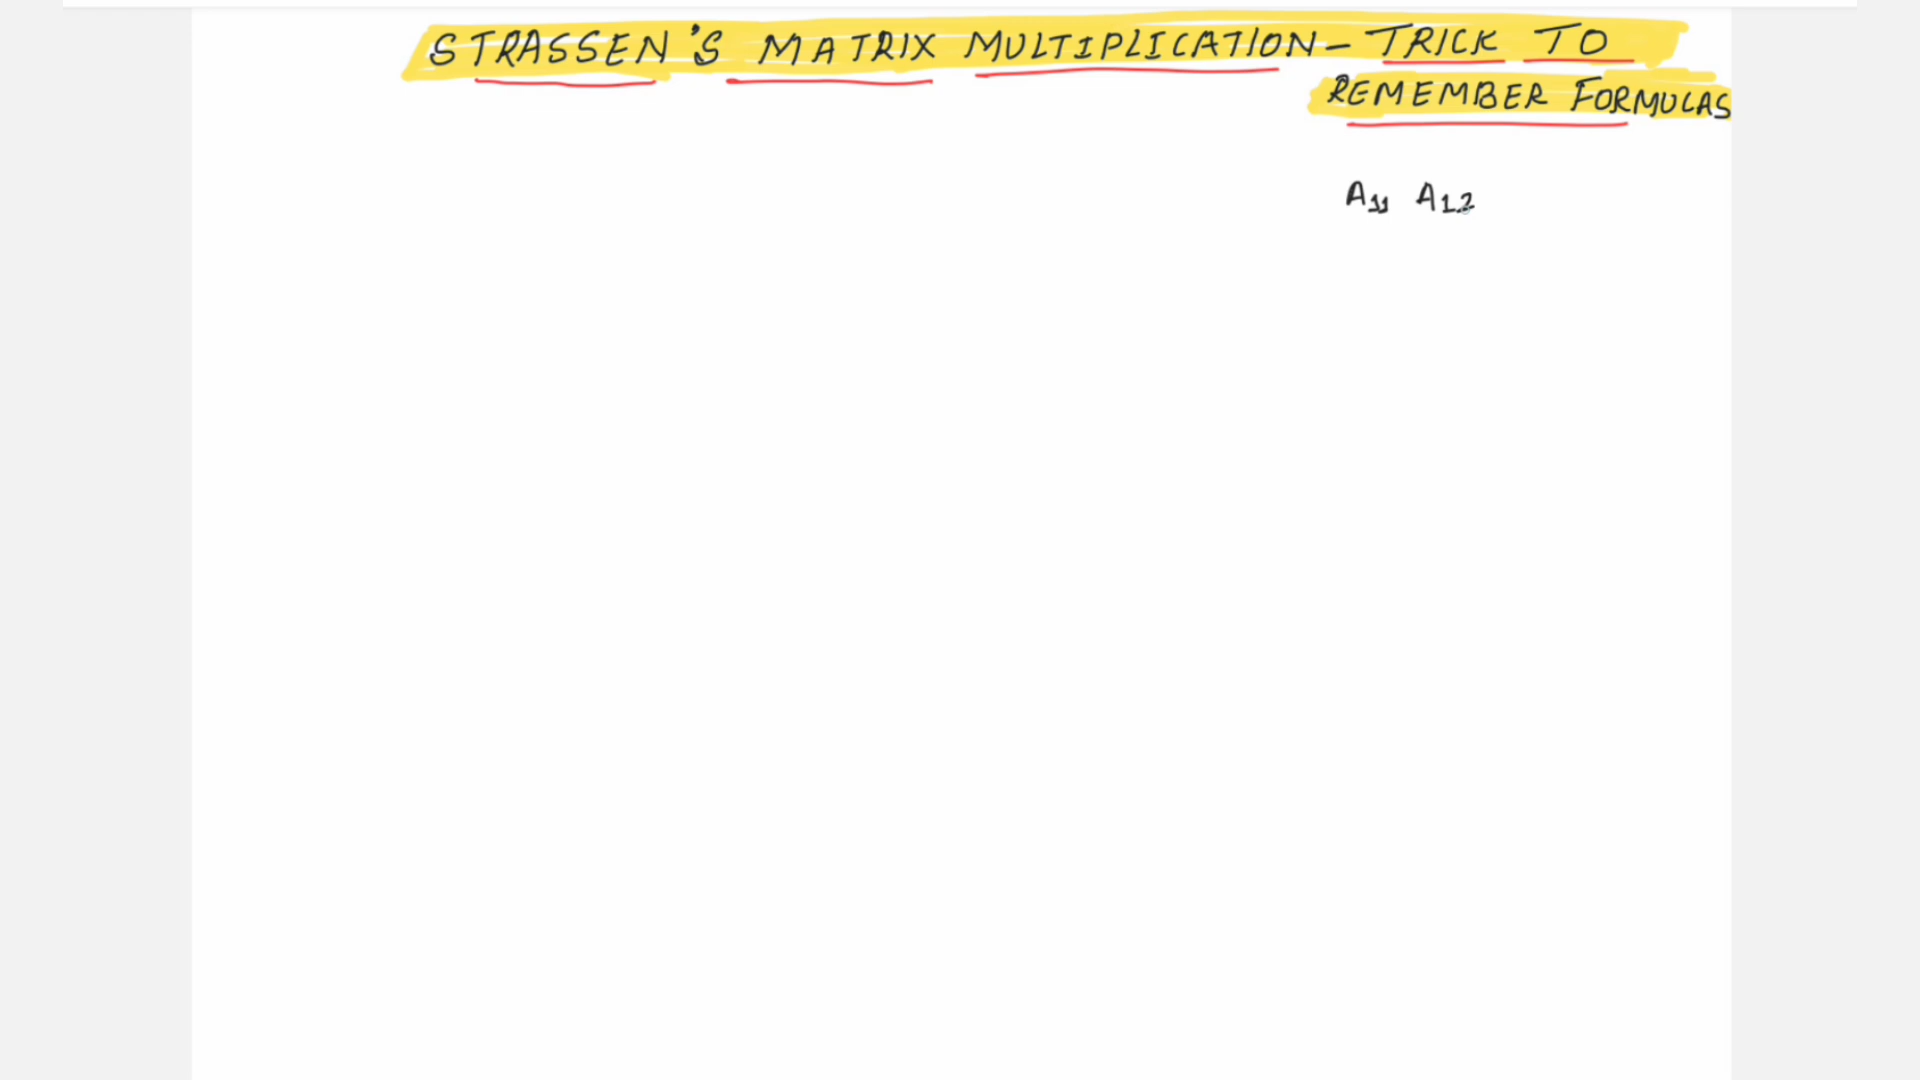 STRASSEN'S MATRIX MULTIPLICATION - TRICK TO
REMEMBER FORMULAS
A₁₁ A₁₂